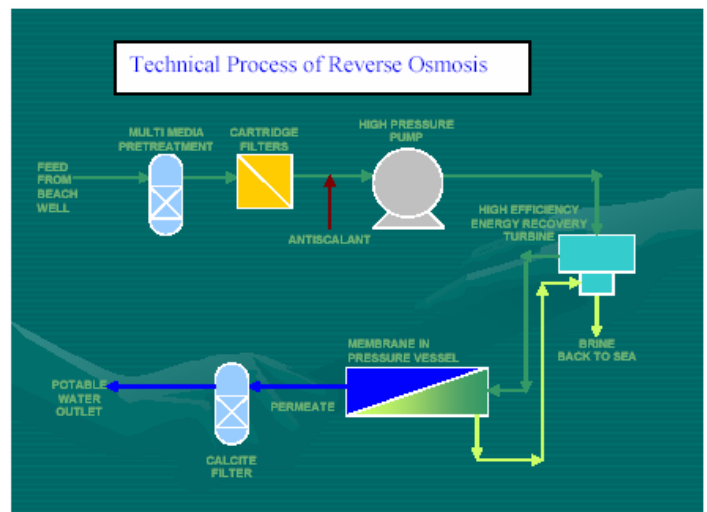 Technical Process of Reverse Osmosis
MULTI MEDIA
PRETREATMENT
CARTRIDGE
FILTERS
HIGH PRESSURE
PUMP
FEED
FROM
BEACH
WELL
ANTISCALANT
HIGH EFFICIENCY
ENERGY RECOVERY
TURBINE
BRINE
BACK TO SEA
MEMBRANE IN
PRESSURE VESSEL
POTABLE
WATER
OUTLET
PERMEATE
CALCITE
FILTER